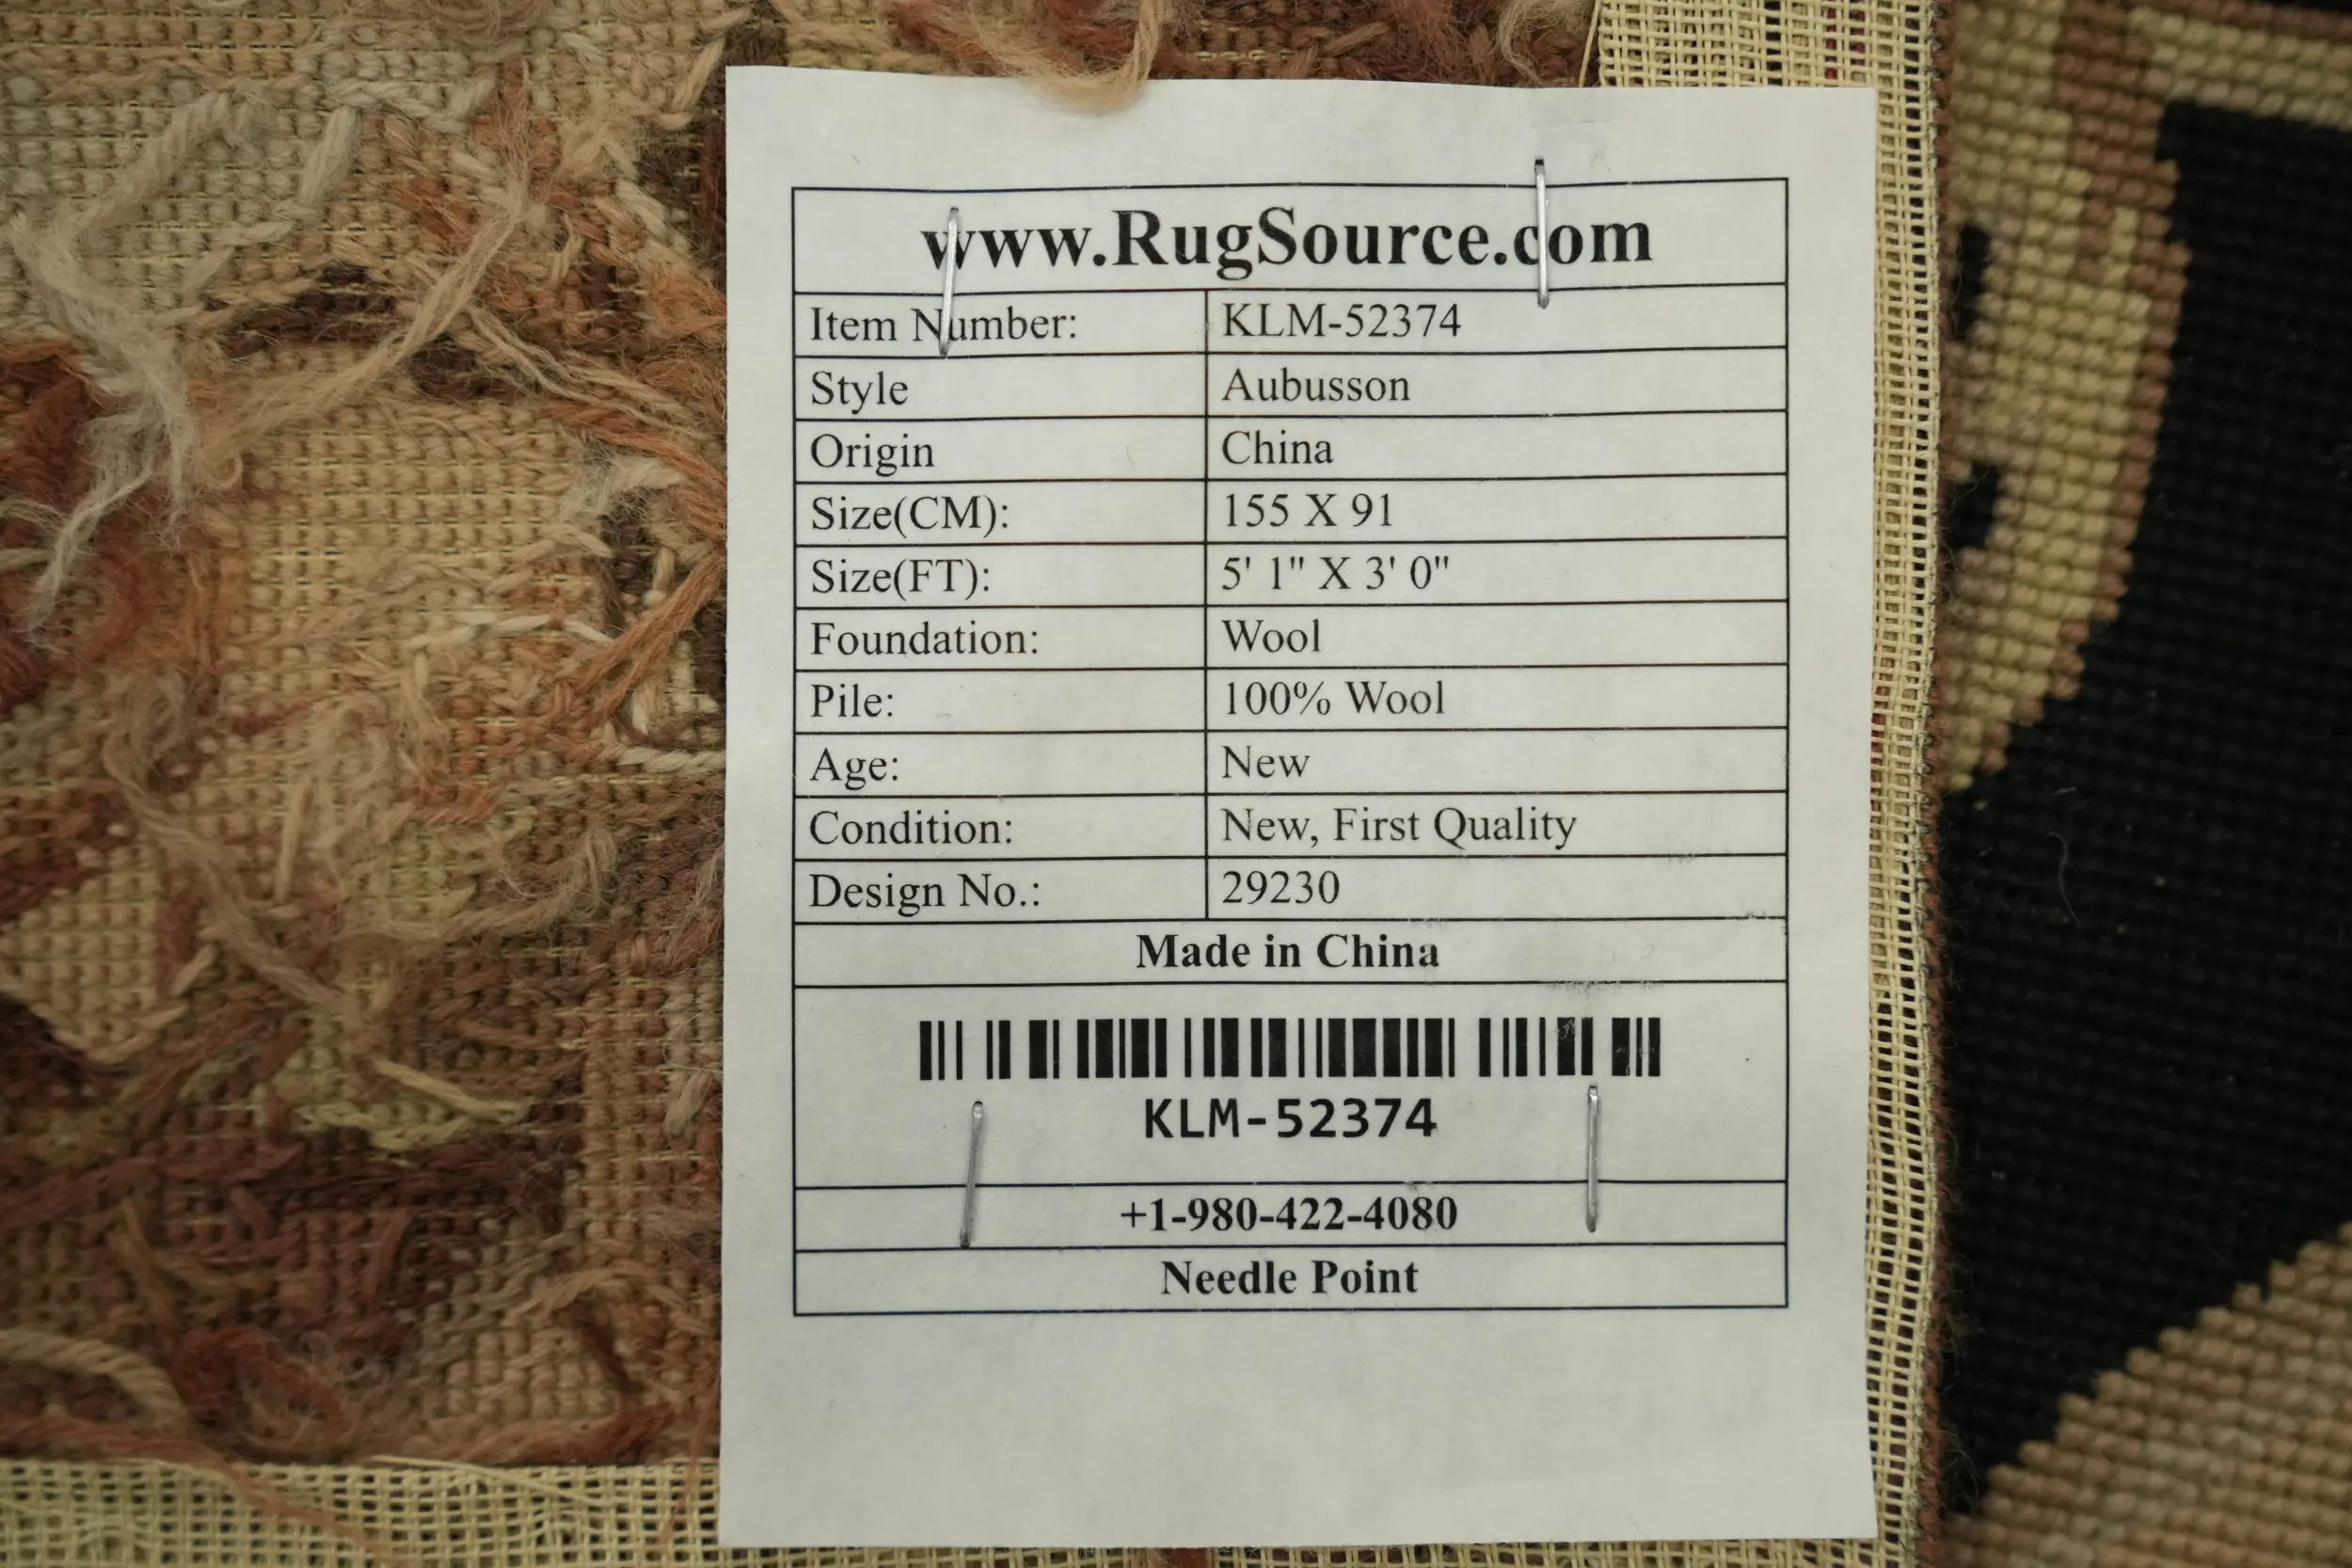 www.RugSource.com
Item Number: KLM-52374
Style Aubusson
Origin China
Size(CM): 155 X 91
Size(FT): 5' 1" X 3' 0"
Foundation: Wool
Pile: 100% Wool
Age: New
Condition: New, First Quality
Design No.: 29230
Made in China
KLM-52374
+1-980-422-4080
Needle Point